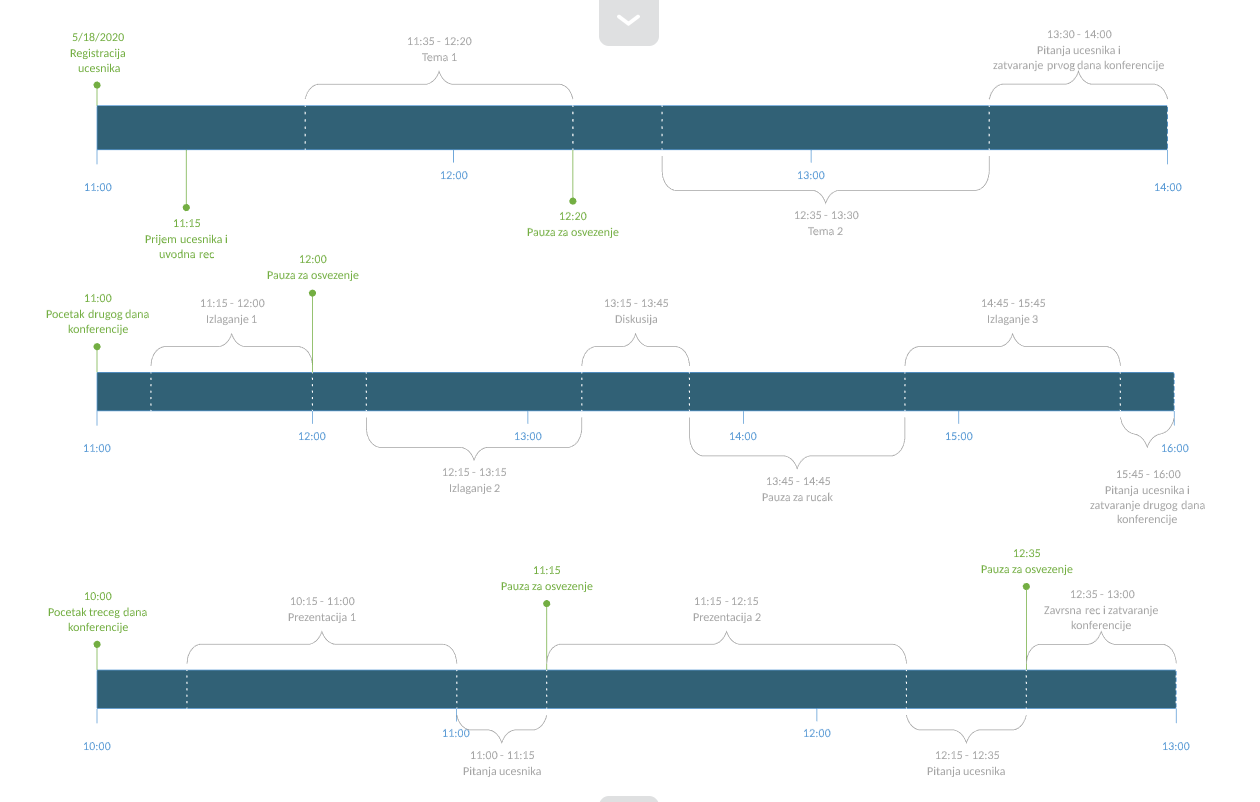 5/18/2020
Registracija
ucesnika
11:35 - 12:20
Tema 1
13:30 - 14:00
Pitanja ucesnika i
zatvaranje prvog dana konferencije
11:00
12:00
13:00
14:00
11:15
Prijem ucesnika i
uvodna rec
12:20
Pauza za osvezenje
12:35 - 13:30
Tema 2
11:00
Pocetak drugog dana
konferencije
11:15 - 12:00
Izlaganje 1
12:00
Pauza za osvezenje
13:15 - 13:45
Diskusija
14:45 - 15:45
Izlaganje 3
11:00
12:00
13:00
14:00
15:00
16:00
12:15 - 13:15
Izlaganje 2
13:45 - 14:45
Pauza za rucak
15:45 - 16:00
Pitanja ucesnika i
zatvaranje drugog dana
konferencije
10:00
Pocetak treceg dana
konferencije
10:15 - 11:00
Prezentacija 1
11:15
Pauza za osvezenje
11:15 - 12:15
Prezentacija 2
12:35
Pauza za osvezenje
12:35 - 13:00
Zavrsna rec i zatvaranje
konferencije
10:00
11:00
12:00
13:00
11:00 - 11:15
Pitanja ucesnika
12:15 - 12:35
Pitanja ucesnika